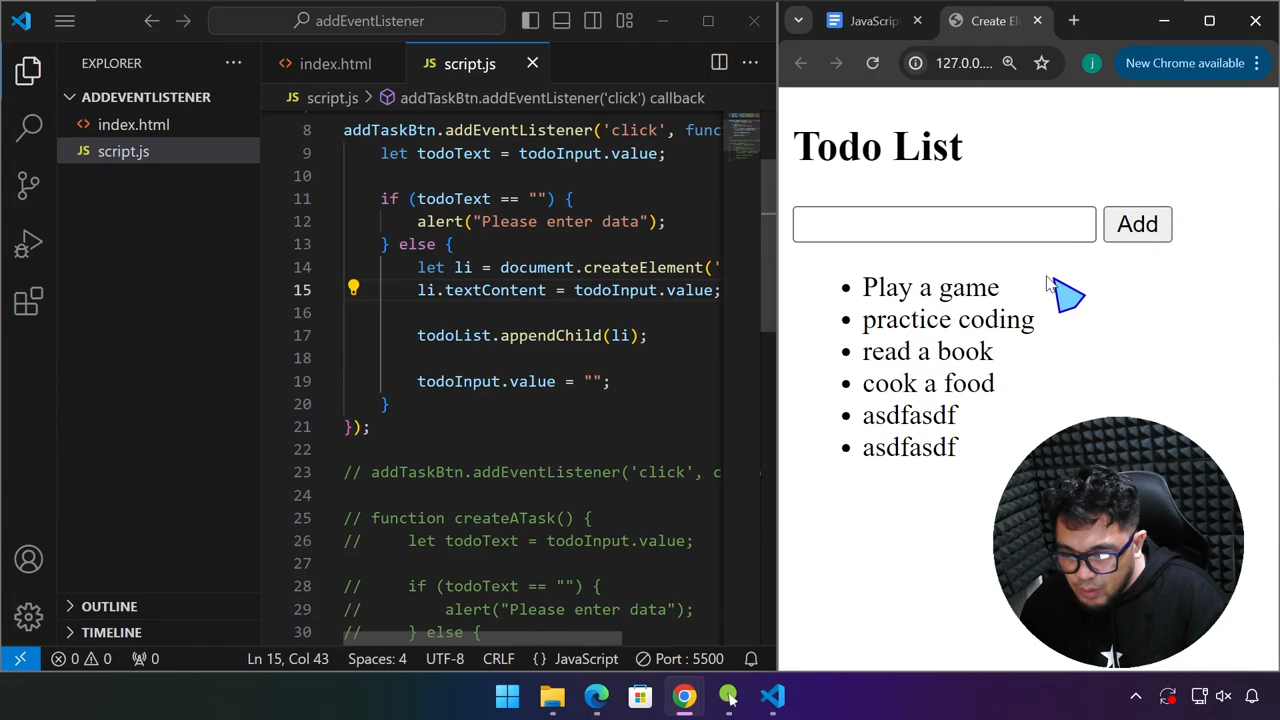 addEventListener
EXPLORER
ADDEVENTLISTENER
index.html
script.js
OUTLINE
TIMELINE
index.html
JS script.js
JS script.js > addTaskBtn.addEventListener('click') callback
8 addTaskBtn.addEventListener('click', func
9 let todoText = todoInput.value;
10
11 if (todoText == "") {
12 alert("Please enter data");
13 } else {
14 let li = document.createElement('
15 li.textContent = todoInput.value;
16
17 todoList.appendChild(li);
18
19 todoInput.value = "";
20 }
21 });
22
23 // addTaskBtn.addEventListener('click', c
24
25 // function createATask() {
26 // let todoText = todoInput.value;
27
28 // if (todoText == "") {
29 // alert("Please enter data");
30 // } else {
0 0 0 Ln 15, Col 43 Spaces: 4 UTF-8 CRLF {} JavaScript Port : 5500
JavaScript
Create El
127.0.0....
j
New Chrome available
Todo List
Add
• Play a game
• practice coding
• read a book
• cook a food
• asdfasdf
• asdfasdf